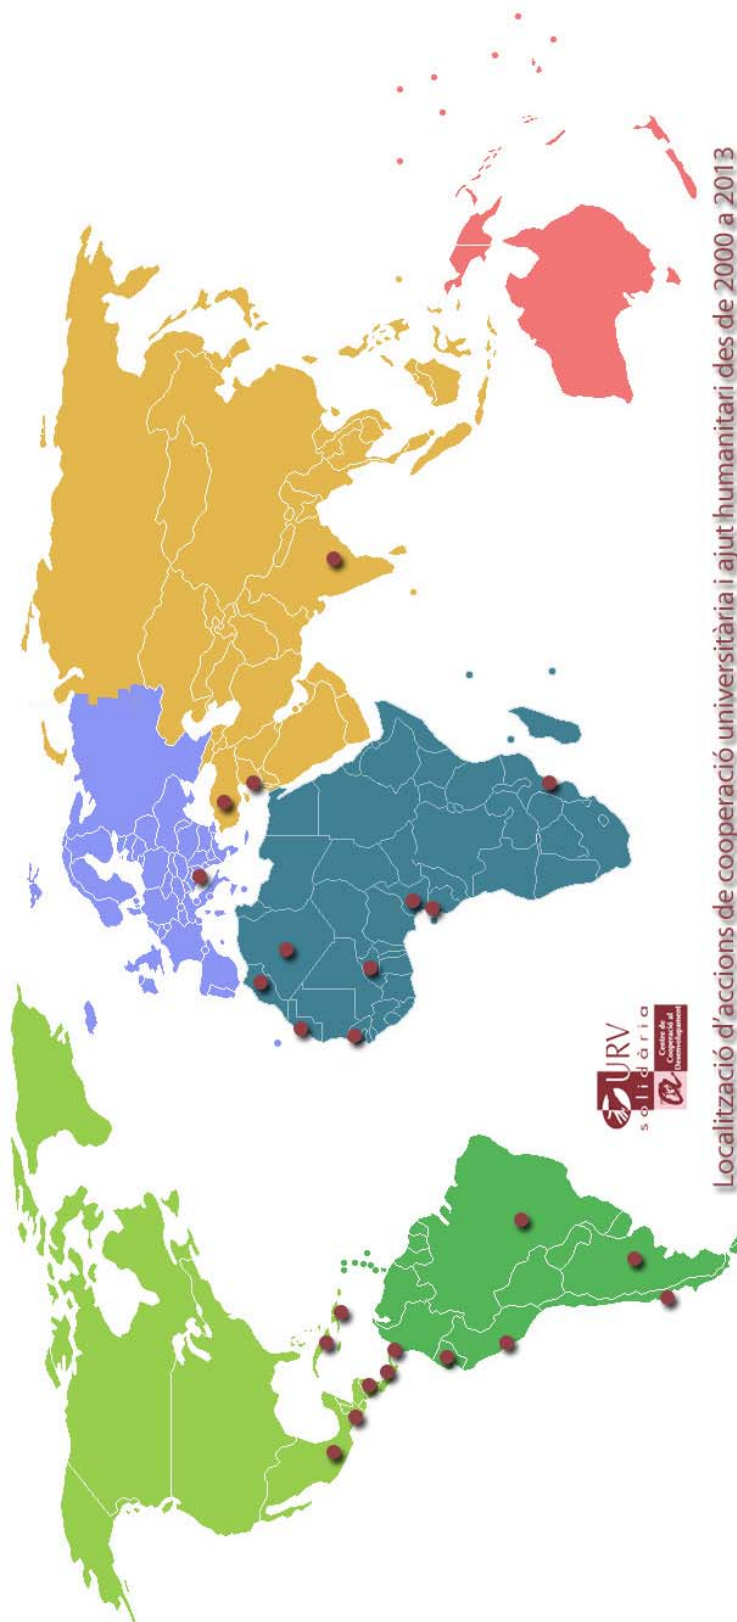 URV
solidària
Centre de
Cooperació al
Desenvolupament
Localització d'accions de cooperació universitària i ajut humanitari des de 2000 a 2013